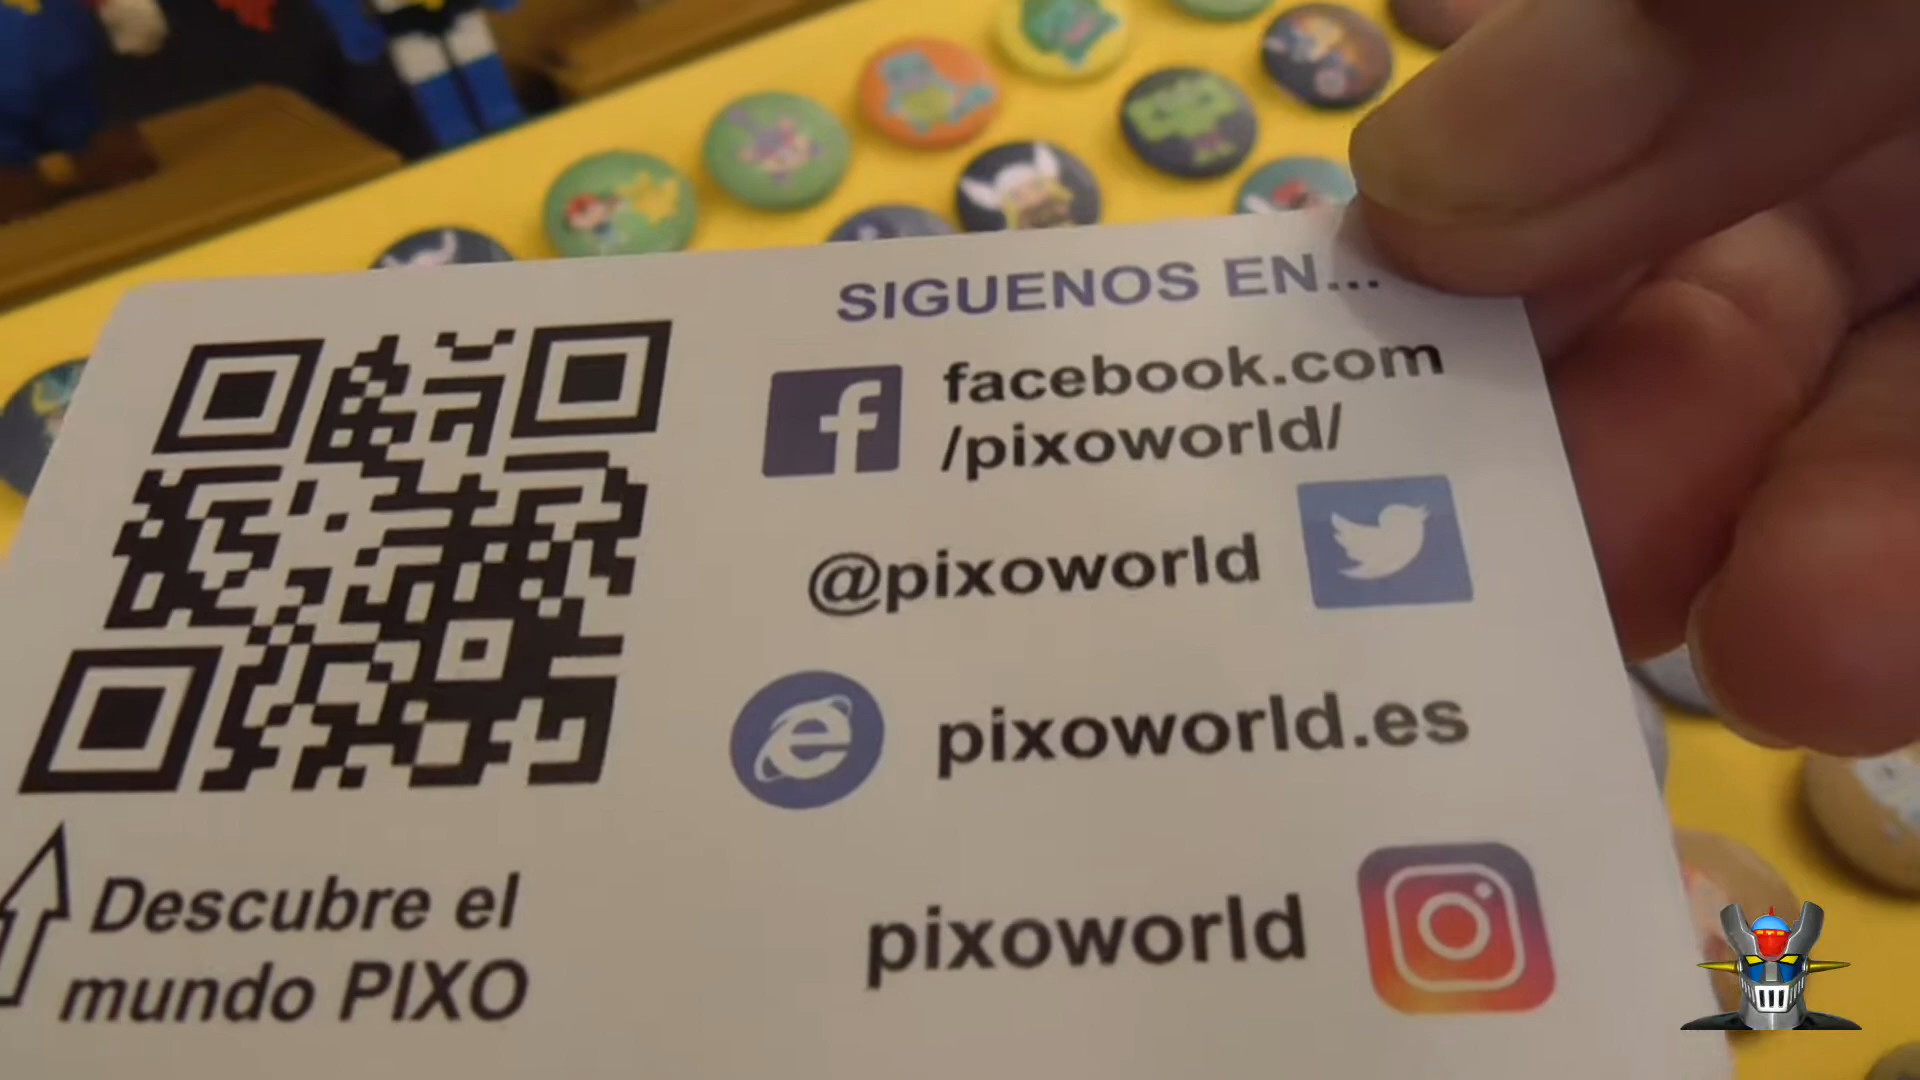 SIGUENOS EN...
facebook.com
/pixoworld/
@pixoworld
pixoworld.es
pixoworld
Descubre el
mundo PIXO